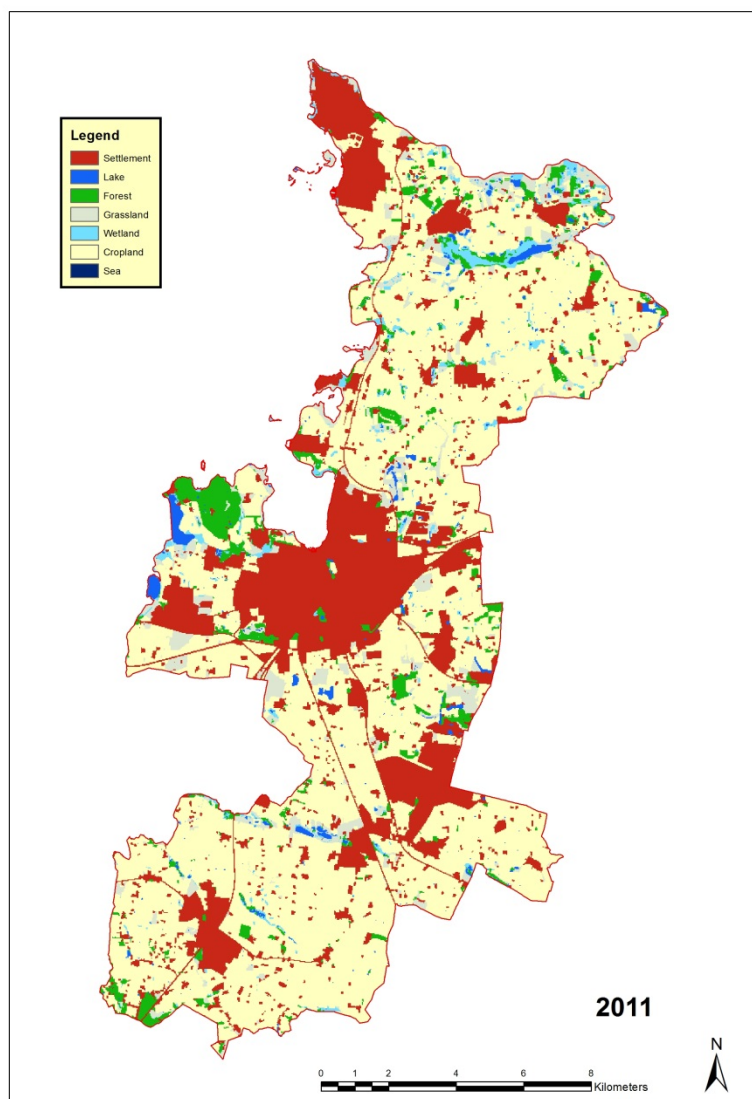 Legend
Settlement
Lake
Forest
Grassland
Wetland
Cropland
Sea
2011
N
0 1 2 4 6 8
Kilometers